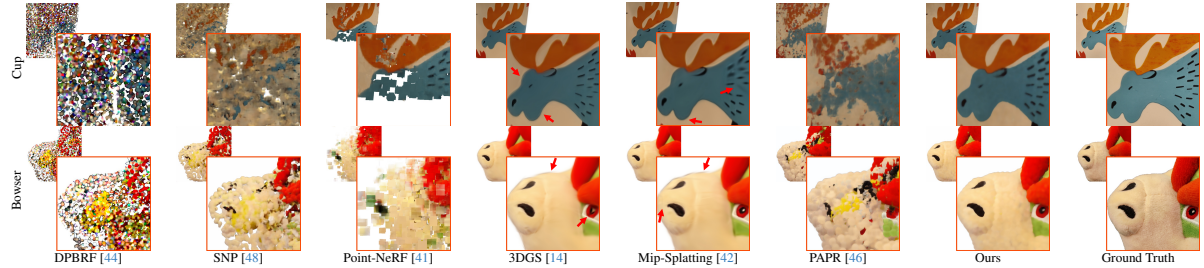 Cup
Bowser
DPBRF [44]
SNP [48]
Point-NeRF [41]
3DGS [14]
Mip-Splatting [42]
PAPR [46]
Ours
Ground Truth